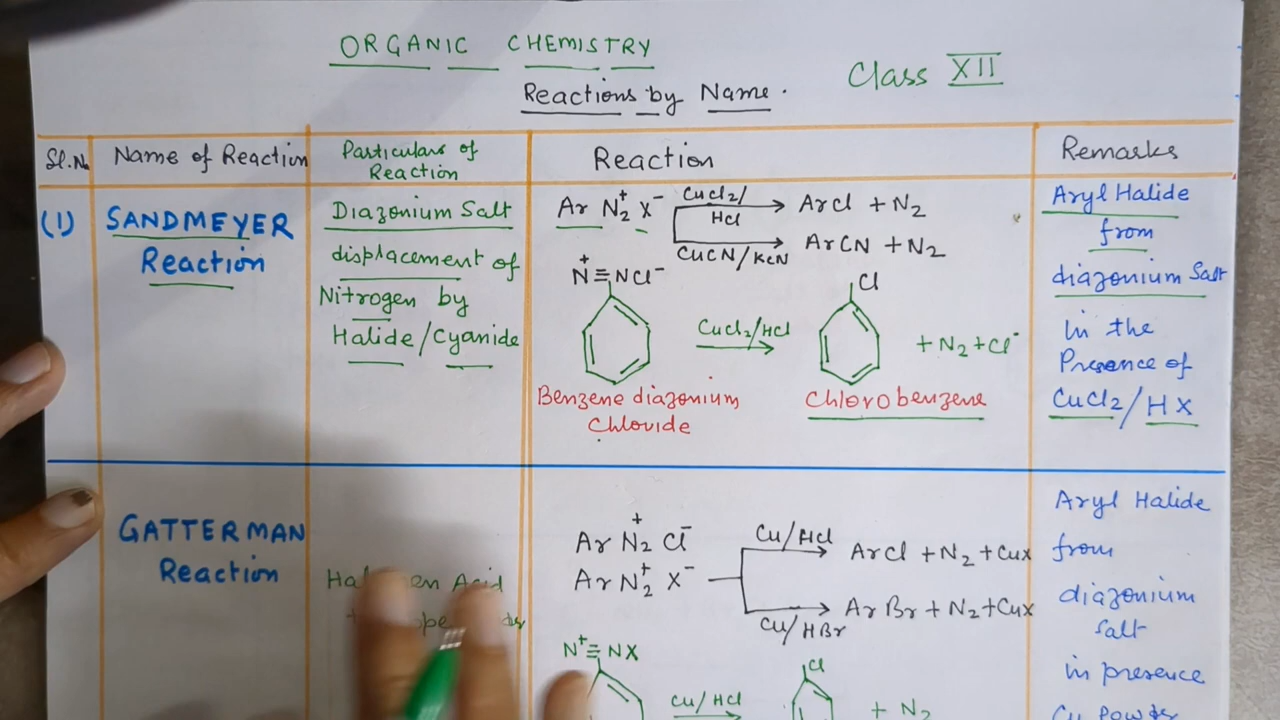 ORGANIC CHEMISTRY
Reactions by Name.
Class XII
Sl.No
Name of Reaction
Particulars of
Reaction
Reaction
Remarks
(1)
SANDMEYER
Reaction
Diazonium Salt
displacement of
Nitrogen by
Halide/Cyanide
Ar N₂⁺ X⁻
CuCl₂/
HCl
ArCl + N₂
CuCN/KCN
ArCN + N₂
N⁺≡NCl⁻
CuCl₂/HCl
Cl
+ N₂ + Cl⁻
Benzene diazonium
Chloride
Chlorobenzene
Aryl Halide
from
diazonium Salt
In the
Presence of
CuCl₂/HX
GATTERMAN
Reaction
Acid
Ar N₂⁺ Cl⁻
Ar N₂⁺ X⁻
Cu/HCl
ArCl + N₂ + Cux
Cu/HBr
ArBr + N₂ + Cux
N⁺≡NX
Cu/HCl
Cl
+ N₂
Aryl Halide
from
diazonium
Salt
in presence
Cu Powder